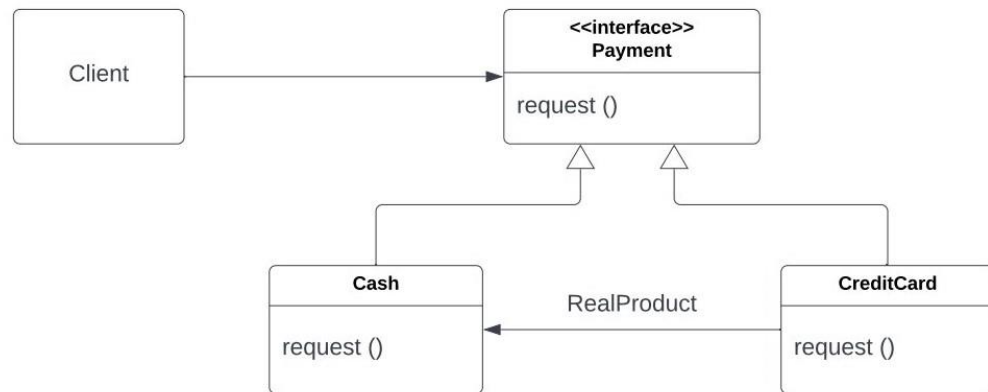 Client
<<interface>>
Payment
request ()
Cash
request ()
RealProduct
CreditCard
request ()